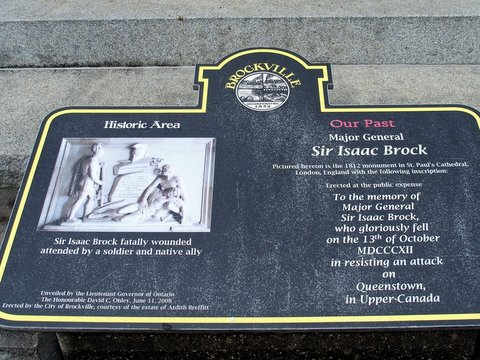 BROCKVILLE
1832
Historic Area
Sir Isaac Brock fatally wounded
attended by a soldier and native ally
Unveiled by the Lieutenant Governor of Ontario
The Honourable David C. Onley, June 11, 2008
Erected by the City of Brockville, courtesy of the estate of Ardith Breffitt
Our Past
Major General
Sir Isaac Brock
Pictured hereon is the 1812 monument in St. Paul's Cathedral,
London, England with the following inscription:
Erected at the public expense
To the memory of
Major General
Sir Isaac Brock,
who gloriously fell
on the 13th of October
MDCCCXII
in resisting an attack
on
Queenstown,
in Upper-Canada